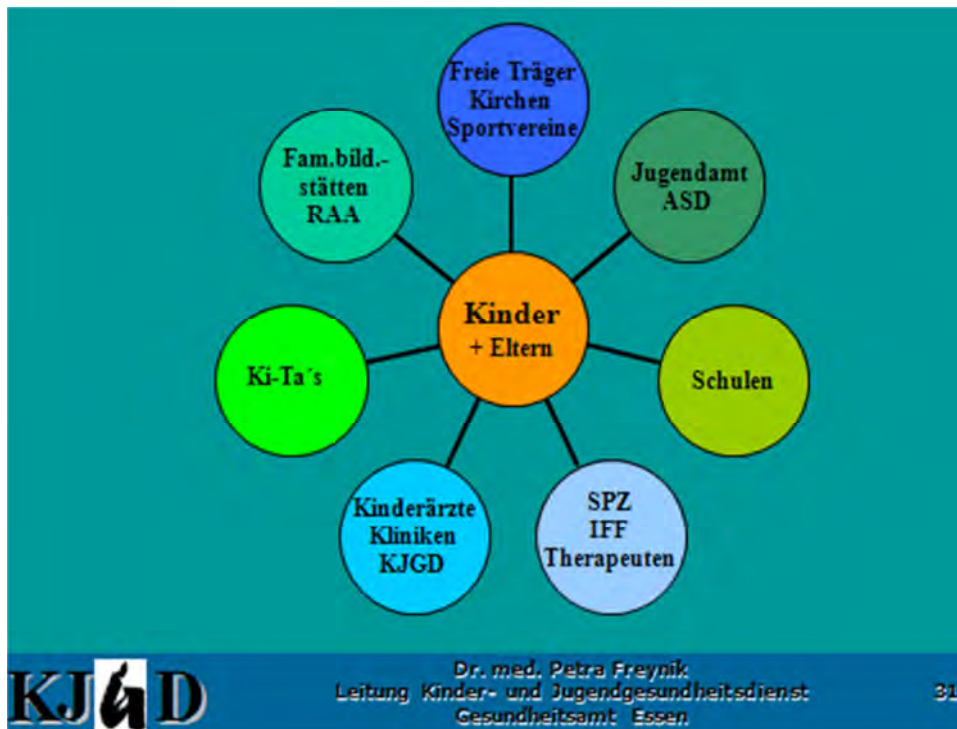 Freie Träger
Kirchen
Sportvereine
Fam.bild.-
stätten
RAA
Jugendamt
ASD
Kinder
+ Eltern
Ki-Ta´s
Schulen
Kinderärzte
Kliniken
KJGD
SPZ
IFF
Therapeuten
KJGD
Dr. med. Petra Freynik
Leitung Kinder- und Jugendgesundheitsdienst
Gesundheitsamt Essen
31